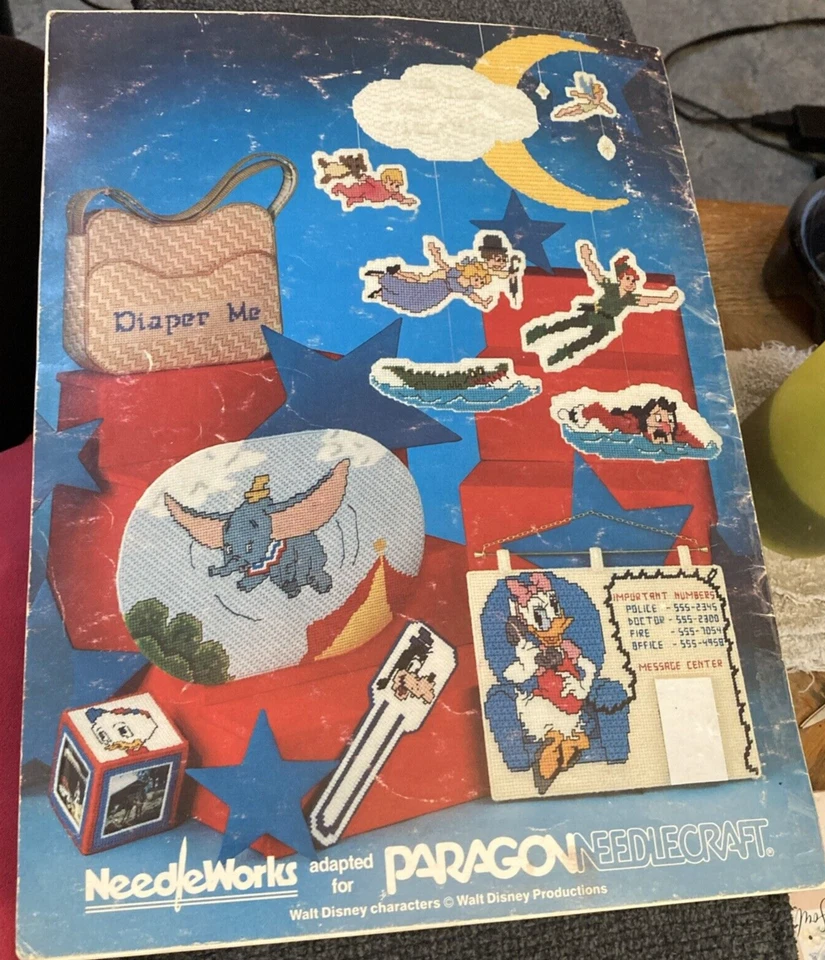 Diaper Me
IMPORTANT NUMBERS
POLICE - 555-2345
DOCTOR - 555-2300
FIRE - 555-7054
OFFICE - 555-4958
MESSAGE CENTER
NeedleWorks adapted for PARAGON NEEDLECRAFT®
Walt Disney characters © Walt Disney Productions